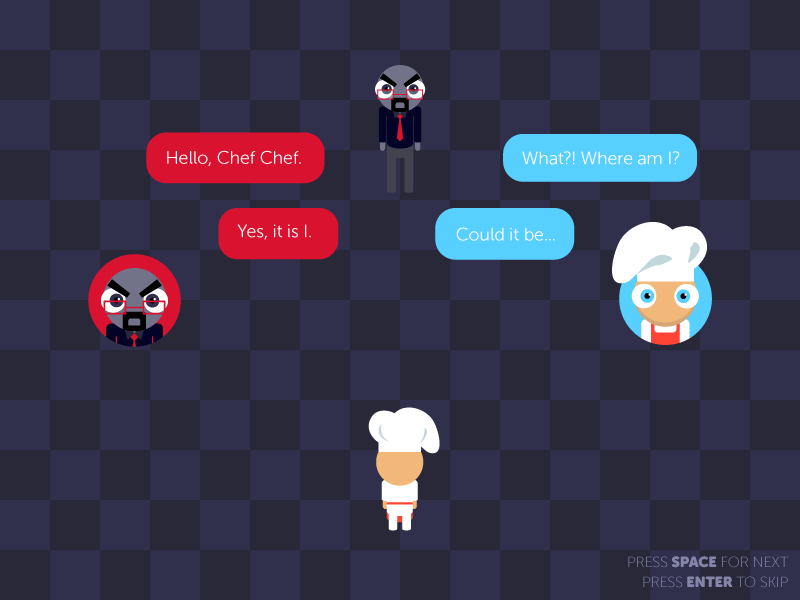 Hello, Chef Chef.
What?! Where am I?
Yes, it is I.
Could it be...
PRESS SPACE FOR NEXT
PRESS ENTER TO SKIP